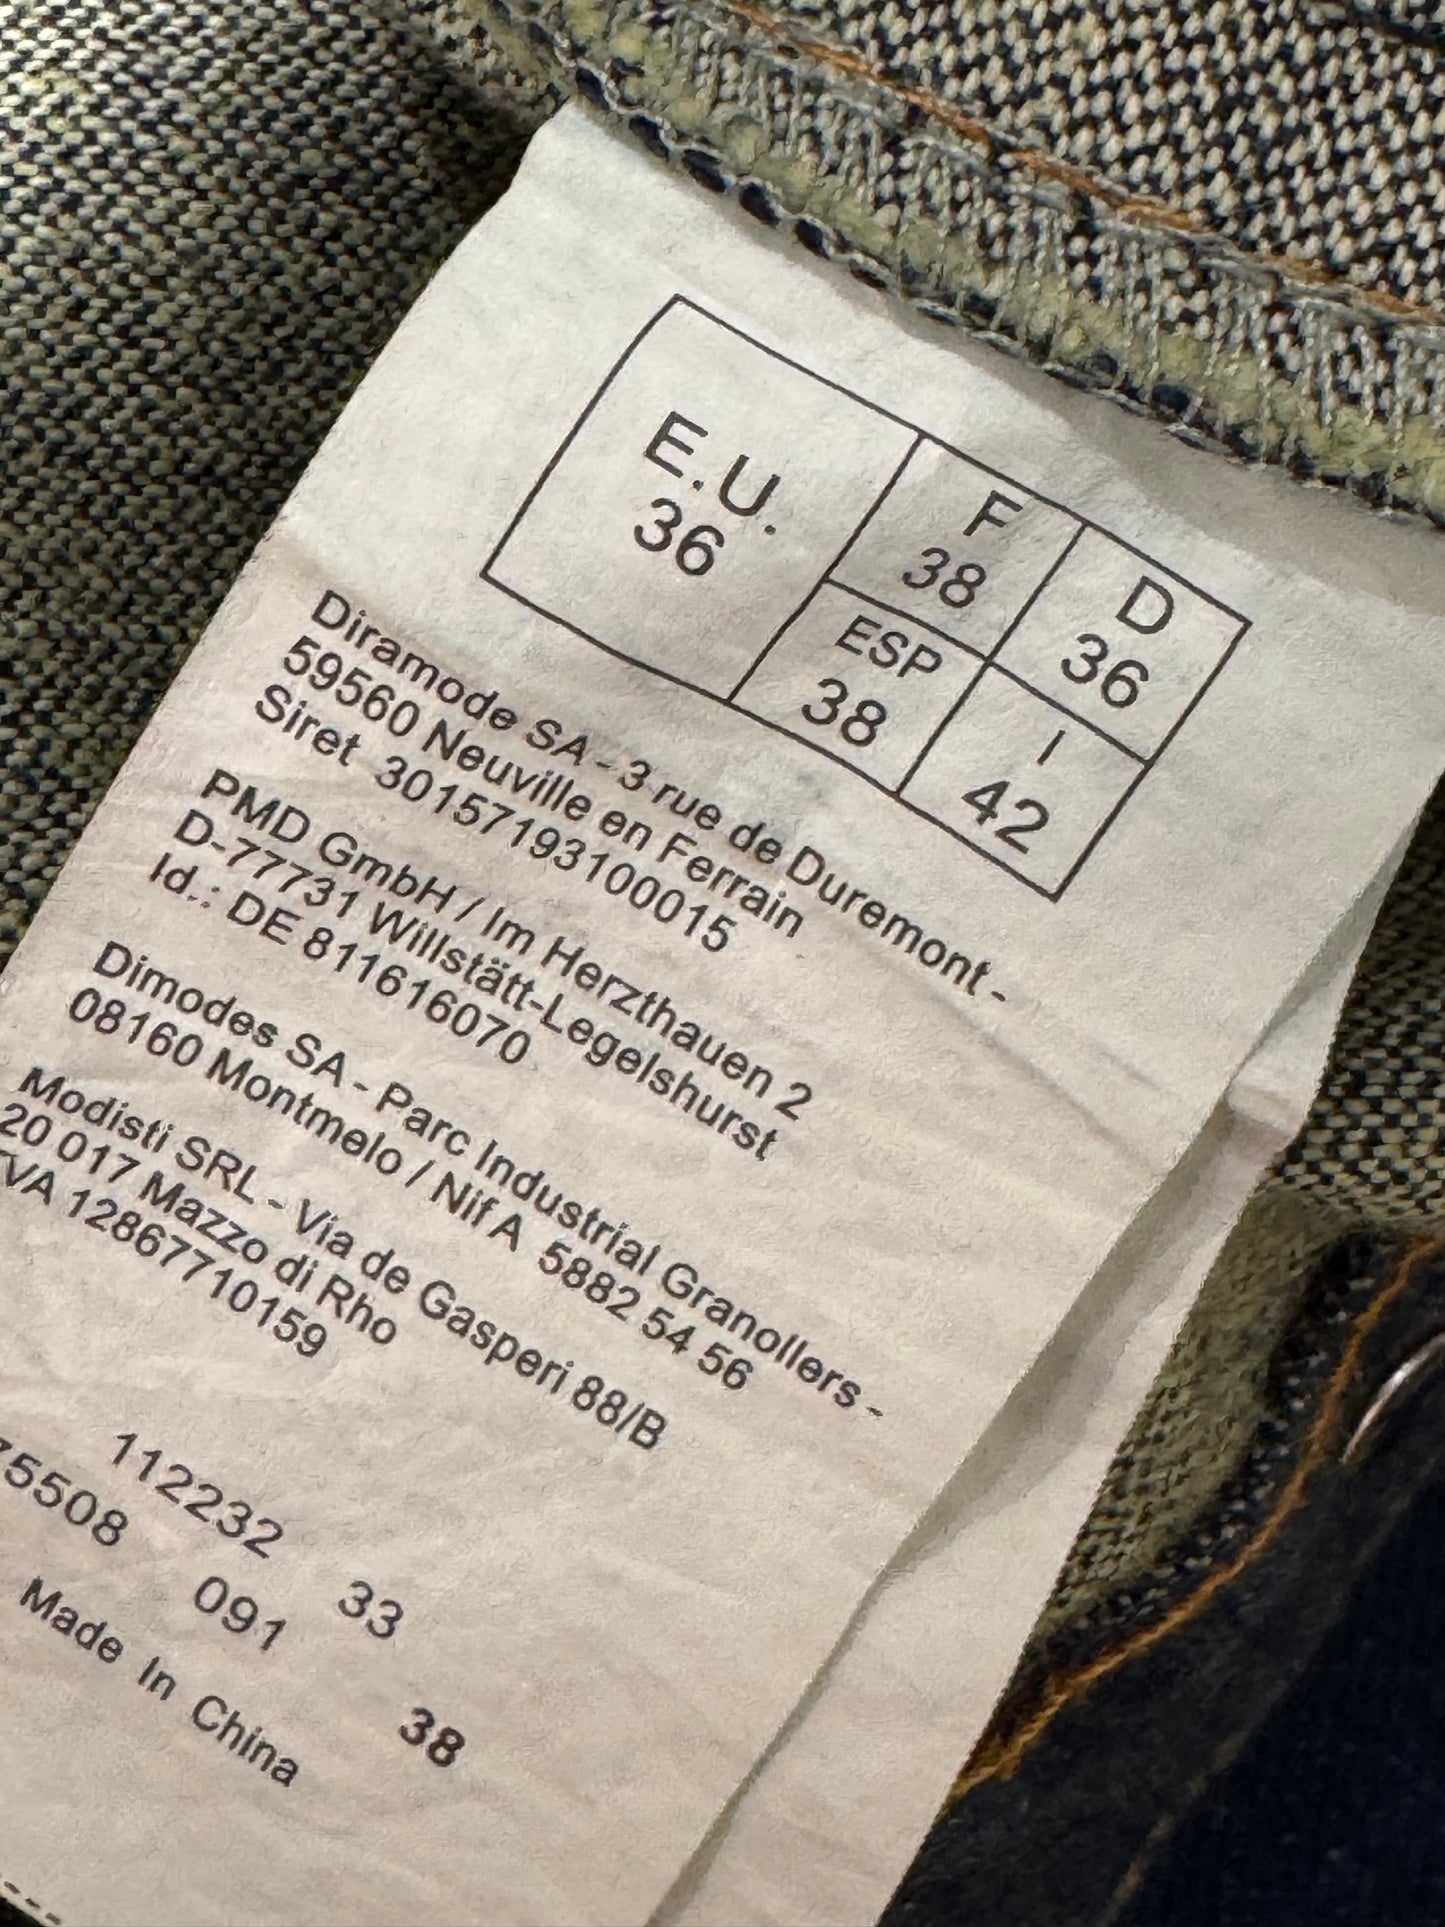 E.U.
36
F
38
D
36
ESP
38
I
42
Diramode SA - 3 rue de Duremont -
59560 Neuville en Ferrain
Siret 30157193100015
PMD GmbH / Im Herzthauen 2
D-77731 Willstätt-Legelshurst
Id.: DE 811616070
Dimodes SA - Parc Industrial Granollers -
08160 Montmelo / Nif A 5882 54 56
Modisti SRL - Via de Gasperi 88/B
20 017 Mazzo di Rho
TVA 12867710159
112232 33
75508 091 38
Made In China